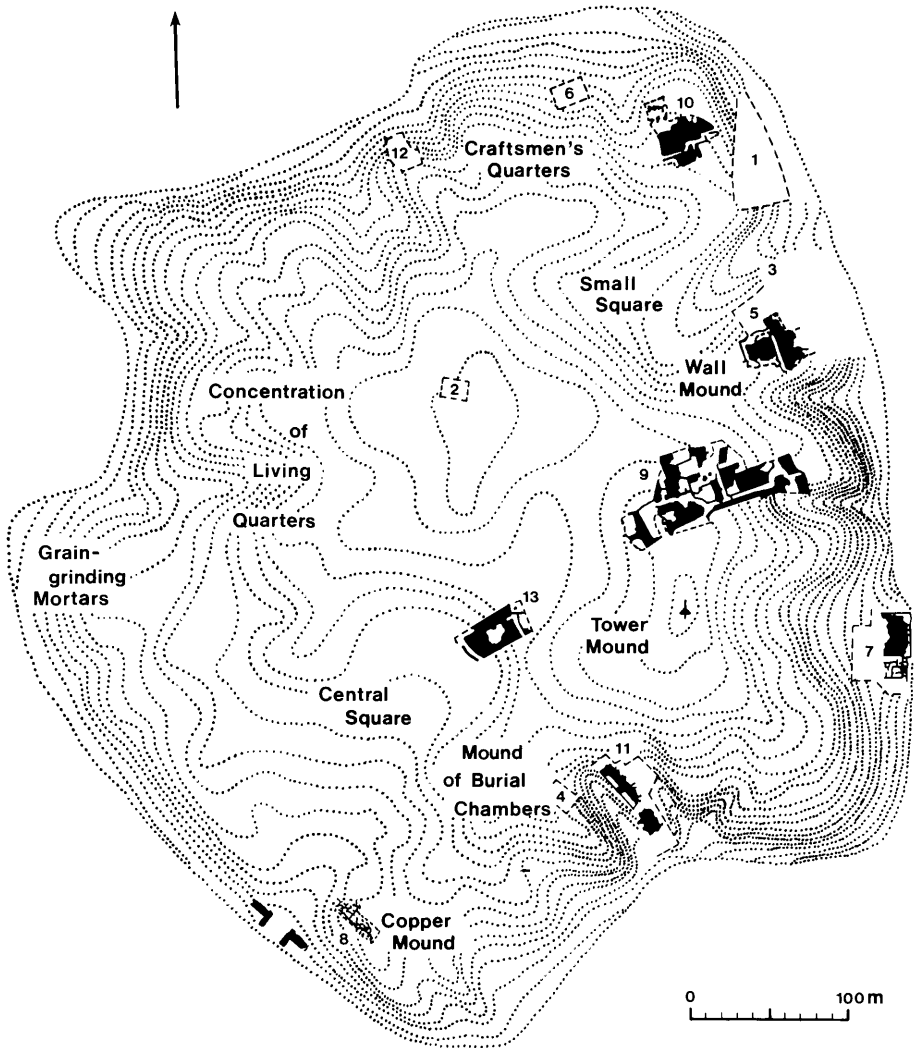 6
10
12
Craftsmen's
Quarters
1
3
Small
Square
5
Wall
Mound
2
Concentration
of
Living
Quarters
9
Grain-
grinding
Mortars
13
Tower
Mound
7
Central
Square
11
Mound
of Burial
Chambers
4
Copper
Mound
8
0
100 m